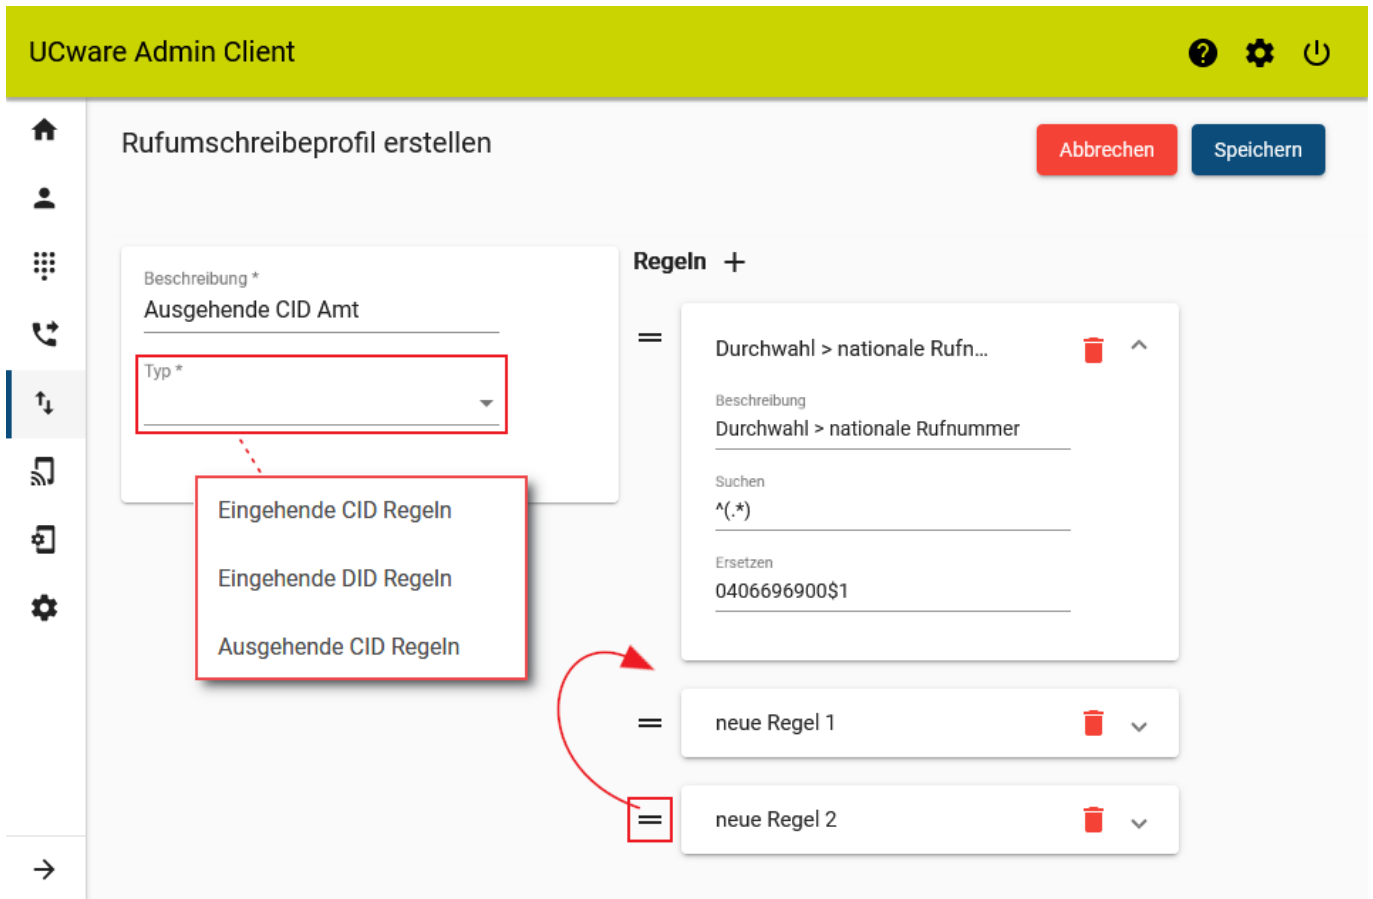 UCware Admin Client
Rufumschreibeprofil erstellen
Abbrechen
Speichern
Beschreibung *
Ausgehende CID Amt
Typ *
Eingehende CID Regeln
Eingehende DID Regeln
Ausgehende CID Regeln
Regeln +
Durchwahl > nationale Rufn...
Beschreibung
Durchwahl > nationale Rufnummer
Suchen
^(.*)
Ersetzen
0406696900$1
neue Regel 1
neue Regel 2